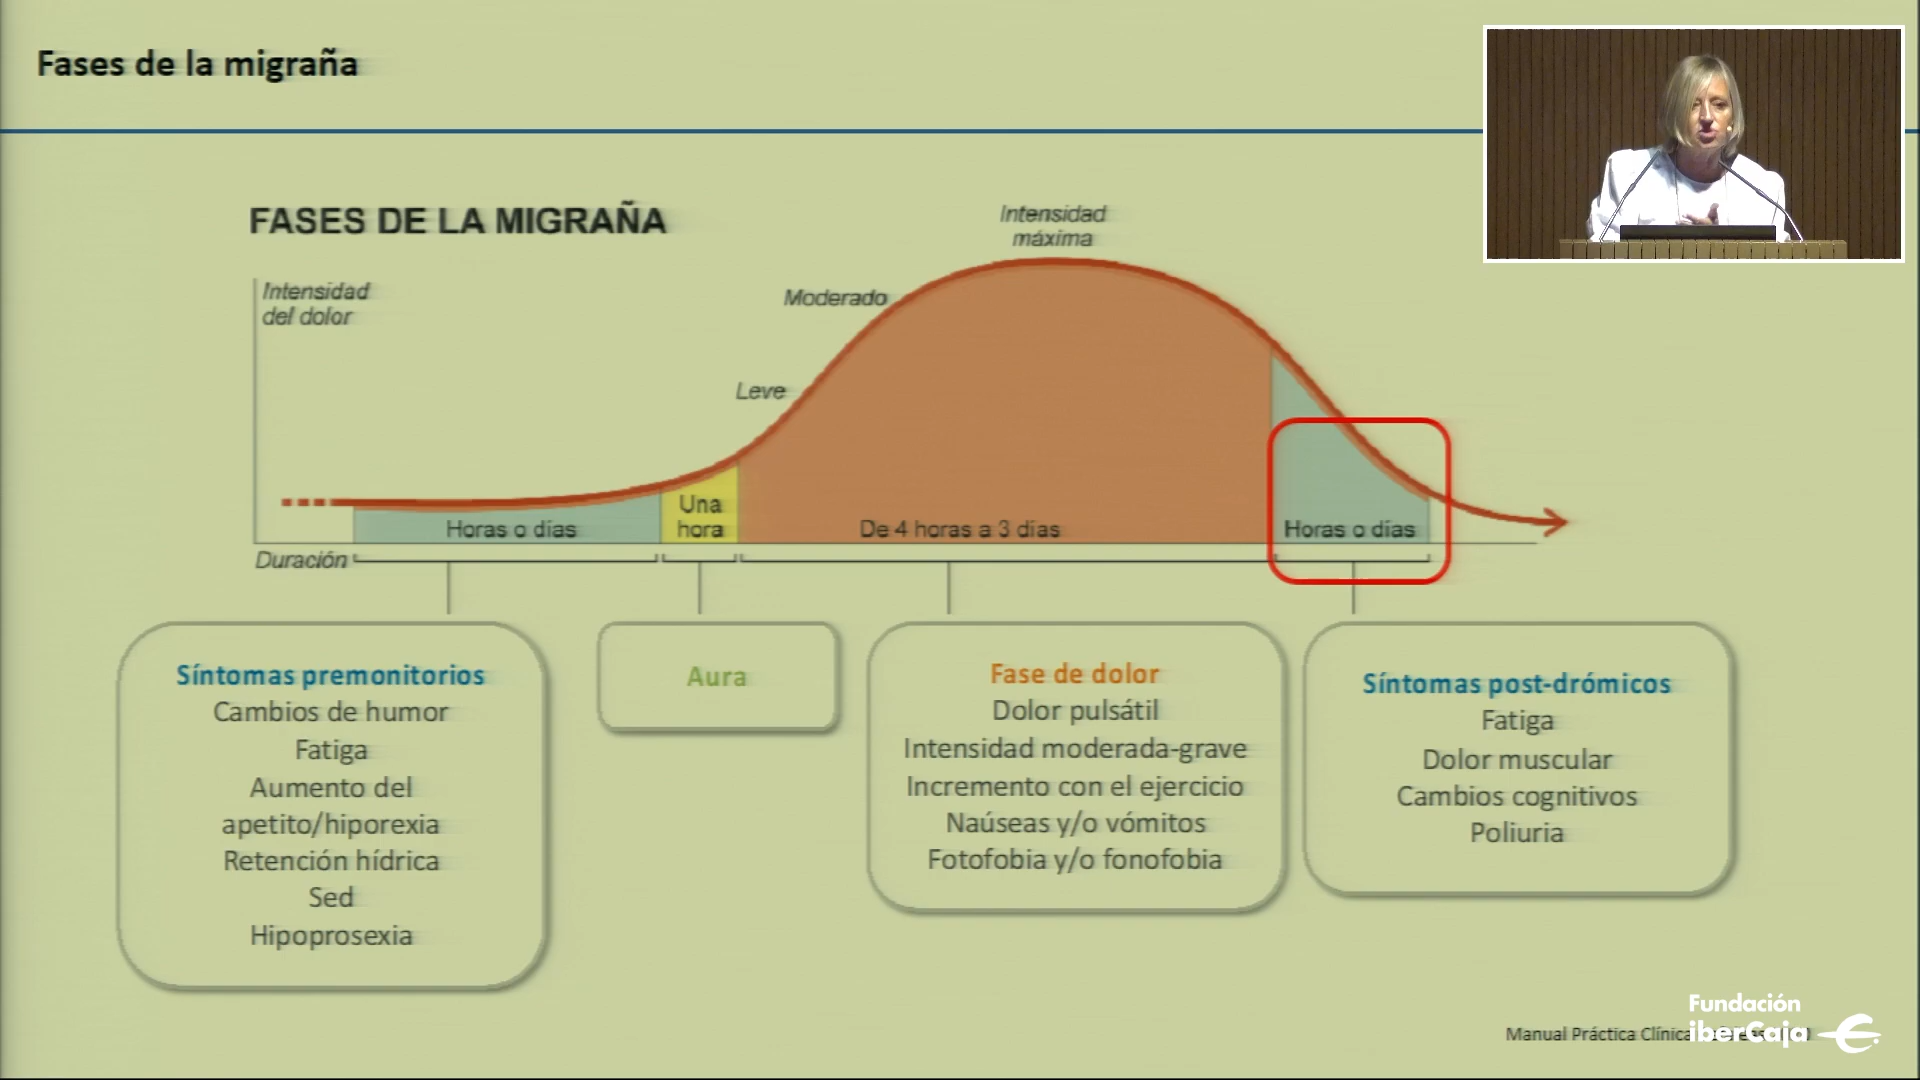 Fases de la migraña
FASES DE LA MIGRAÑA
Intensidad
máxima
Intensidad
del dolor
Moderado
Leve
Horas o días
Una
hora
De 4 horas a 3 días
Horas o días
Duración
Síntomas premonitorios
Cambios de humor
Fatiga
Aumento del
apetito/hiporexia
Retención hídrica
Sed
Hipoprosexia
Aura
Fase de dolor
Dolor pulsátil
Intensidad moderada-grave
Incremento con el ejercicio
Naúseas y/o vómitos
Fotofobia y/o fonofobia
Síntomas post-drómicos
Fatiga
Dolor muscular
Cambios cognitivos
Poliuria
Manual Práctica Clínica
Fundación
iberCaja